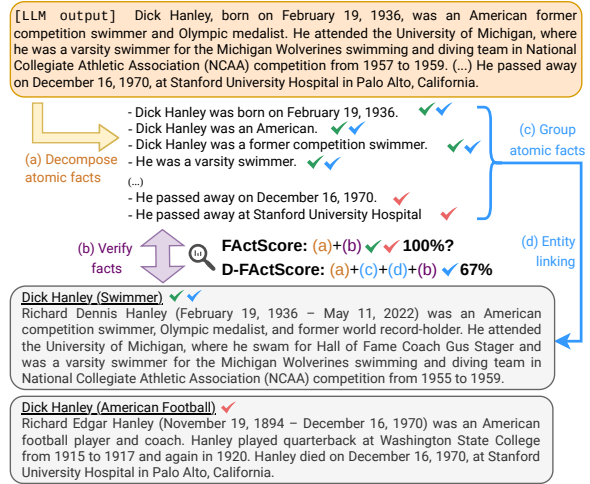 [LLM output] Dick Hanley, born on February 19, 1936, was an American former
competition swimmer and Olympic medalist. He attended the University of Michigan, where
he was a varsity swimmer for the Michigan Wolverines swimming and diving team in National
Collegiate Athletic Association (NCAA) competition from 1957 to 1959. (...) He passed away
on December 16, 1970, at Stanford University Hospital in Palo Alto, California.
(a) Decompose
atomic facts
- Dick Hanley was born on February 19, 1936.
- Dick Hanley was an American.
- Dick Hanley was a former competition swimmer.
- He was a varsity swimmer.
(...)
- He passed away on December 16, 1970.
- He passed away at Stanford University Hospital
(c) Group
atomic facts
(d) Entity
linking
(b) Verify
facts
FActScore: (a)+(b) 100%?
D-FActScore: (a)+(c)+(d)+(b) 67%
Dick Hanley (Swimmer)
Richard Dennis Hanley (February 19, 1936 – May 11, 2022) was an American
competition swimmer, Olympic medalist, and former world record-holder. He attended
the University of Michigan, where he swam for Hall of Fame Coach Gus Stager and
was a varsity swimmer for the Michigan Wolverines swimming and diving team in
National Collegiate Athletic Association (NCAA) competition from 1955 to 1959.
Dick Hanley (American Football)
Richard Edgar Hanley (November 19, 1894 – December 16, 1970) was an American
football player and coach. Hanley played quarterback at Washington State College
from 1915 to 1917 and again in 1920. Hanley died on December 16, 1970, at Stanford
University Hospital in Palo Alto, California.